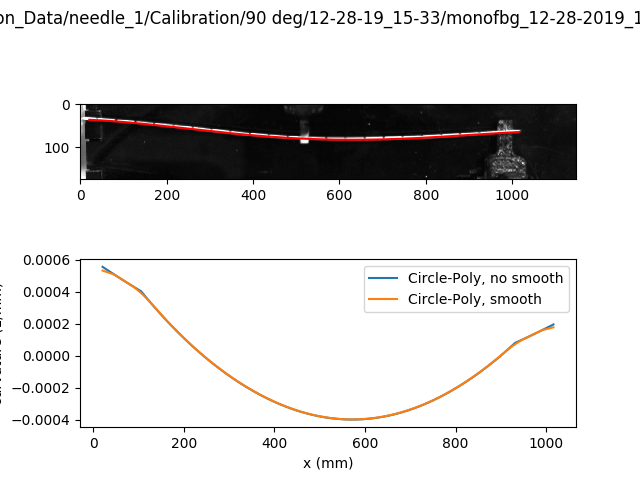 on_Data/needle_1/Calibration/90 deg/12-28-19_15-33/monofbg_12-28-2019_1
0
100
0 200 400 600 800 1000
0.0006
0.0004
0.0002
0.0000
−0.0002
−0.0004
Circle-Poly, no smooth
Circle-Poly, smooth
0 200 400 600 800 1000
x (mm)